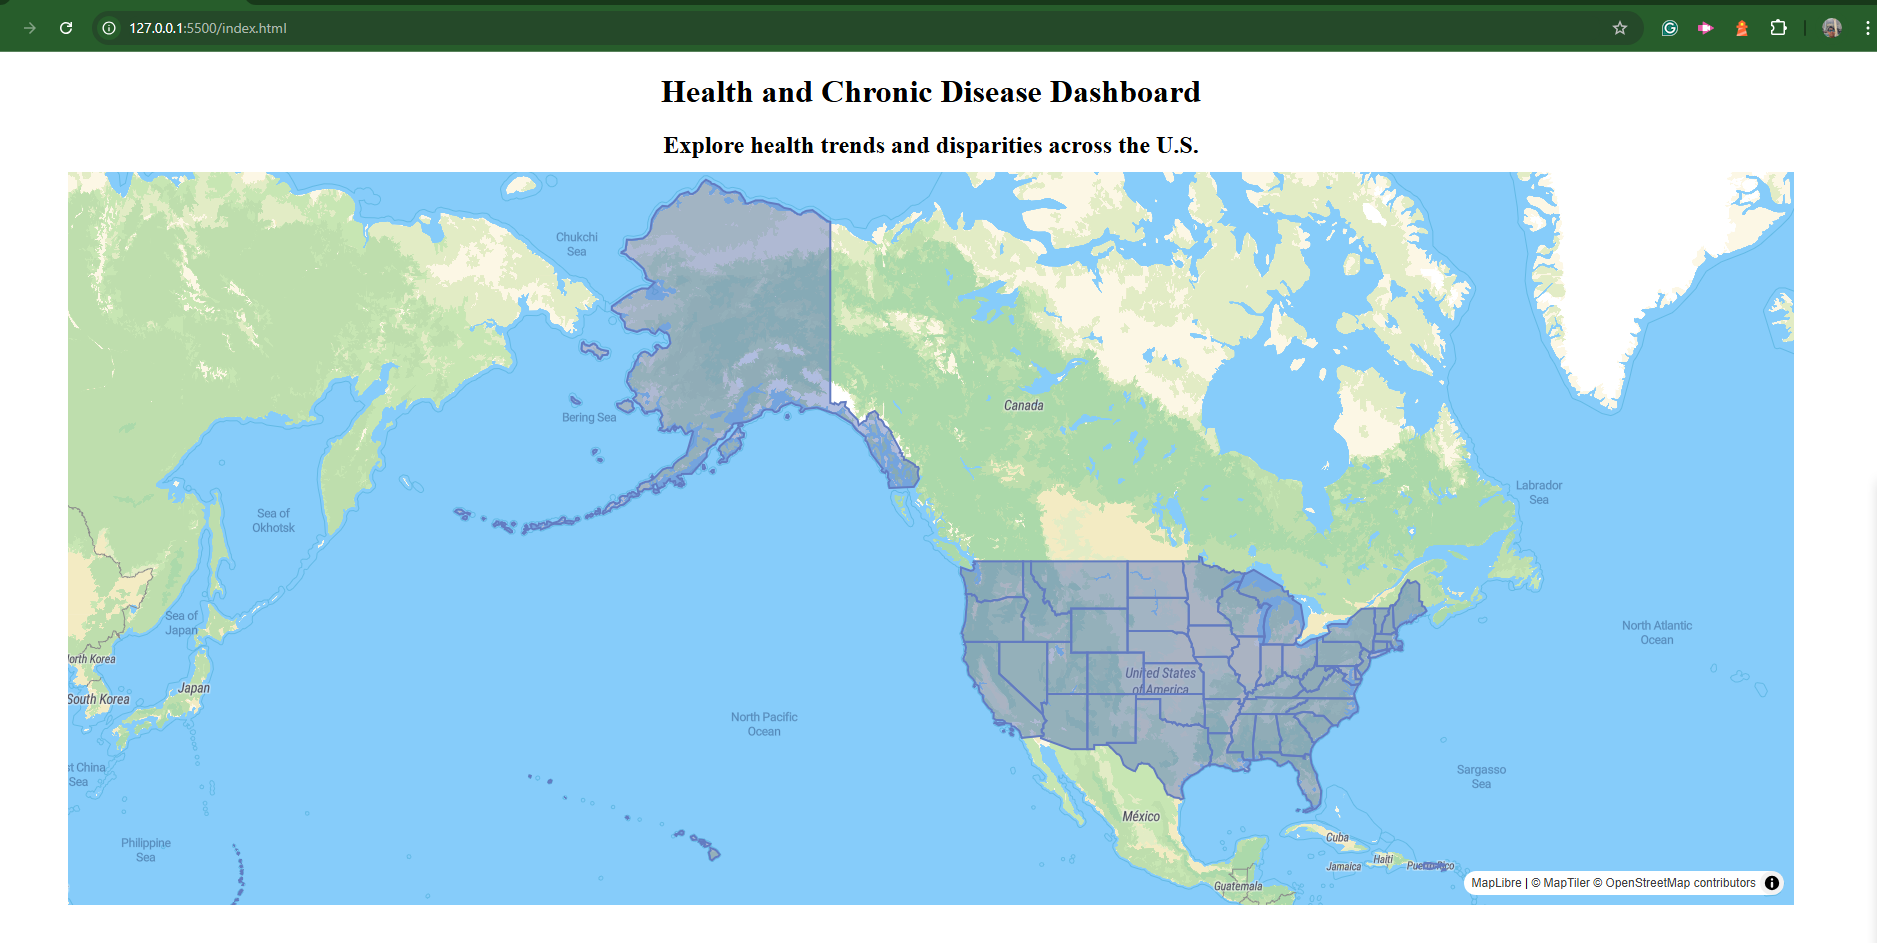 127.0.0.1:5500/index.html
Health and Chronic Disease Dashboard
Explore health trends and disparities across the U.S.
Chukchi
Sea
Bering Sea
Canada
Labrador
Sea
Sea of
Okhotsk
Sea of
Japan
North Atlantic
Ocean
orth Korea
Japan
South Korea
United States
of America
North Pacific
Ocean
st China
Sea
Sargasso
Sea
México
Philippine
Sea
Cuba
Jamaica
Haiti
Puerto Rico
Guatemala
MapLibre | © MapTiler © OpenStreetMap contributors